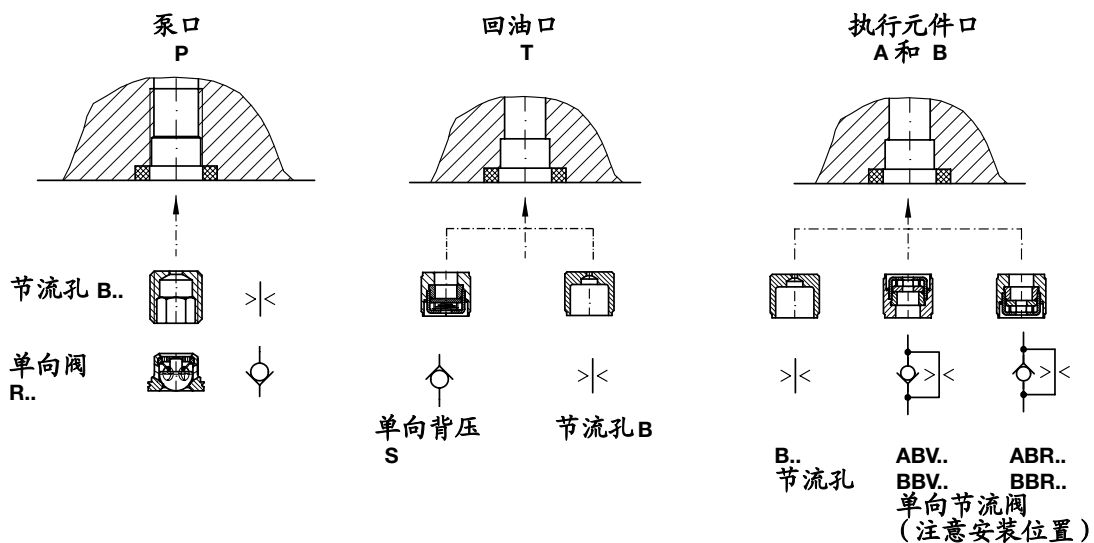 泵口
P
回油口
T
执行元件口
A 和 B
节流孔 B..
单向阀
R..
单向背压
S
节流孔 B
B..
节流孔
ABV..
BBV..
ABR..
BBR..
单向节流阀
（注意安装位置）